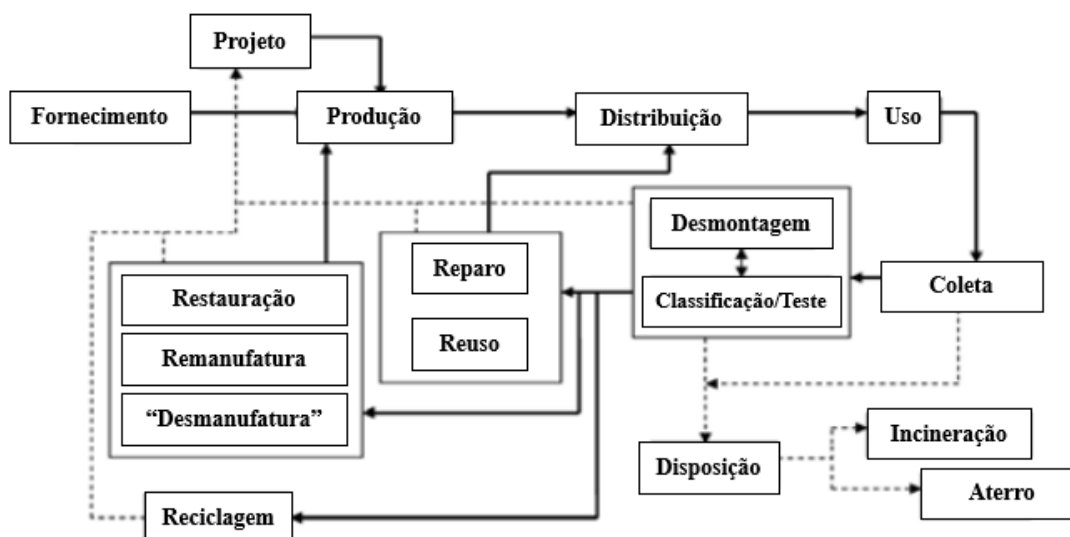 Projeto
Fornecimento
Produção
Distribuição
Uso
Desmontagem
Classificação/Teste
Coleta
Reparo
Reuso
Restauração
Remanufatura
“Desmanufatura”
Reciclagem
Disposição
Incineração
Aterro